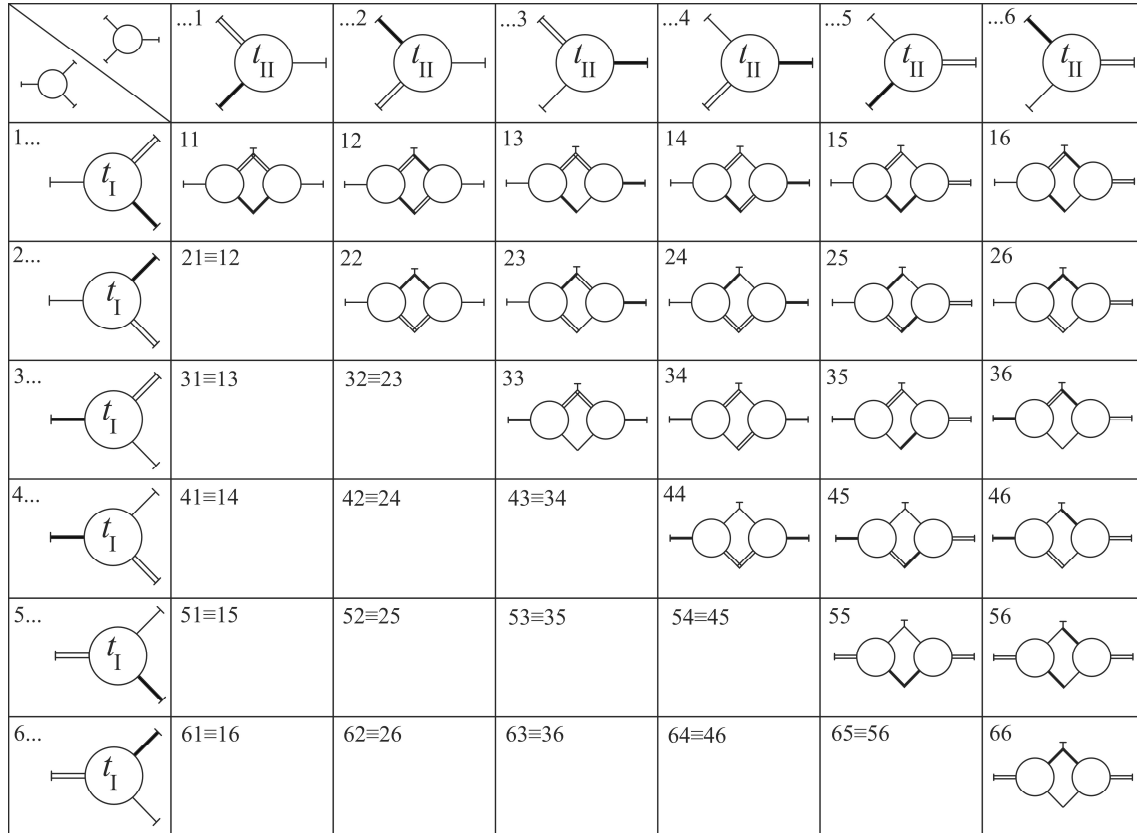 ...1 ...2 ...3 ...4 ...5 ...6
t_II t_II t_II t_II t_II t_II
1... 11 12 13 14 15 16
t_I
2... 21≡12 22 23 24 25 26
t_I
3... 31≡13 32≡23 33 34 35 36
t_I
4... 41≡14 42≡24 43≡34 44 45 46
t_I
5... 51≡15 52≡25 53≡35 54≡45 55 56
t_I
6... 61≡16 62≡26 63≡36 64≡46 65≡56 66
t_I